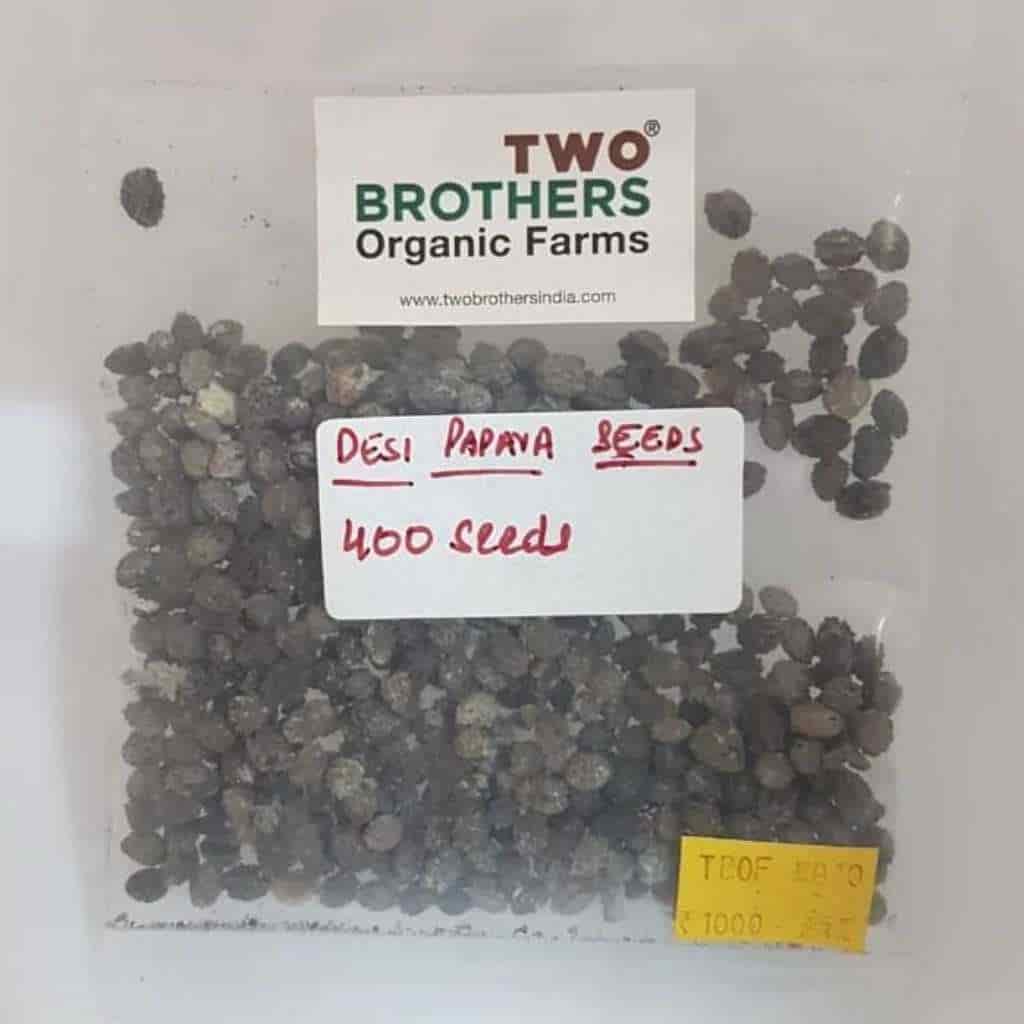 TWO®
BROTHERS
Organic Farms
www.twobrothersindia.com
DESI PAPAYA SEEDS
400 seeds
TBOF
₹1000